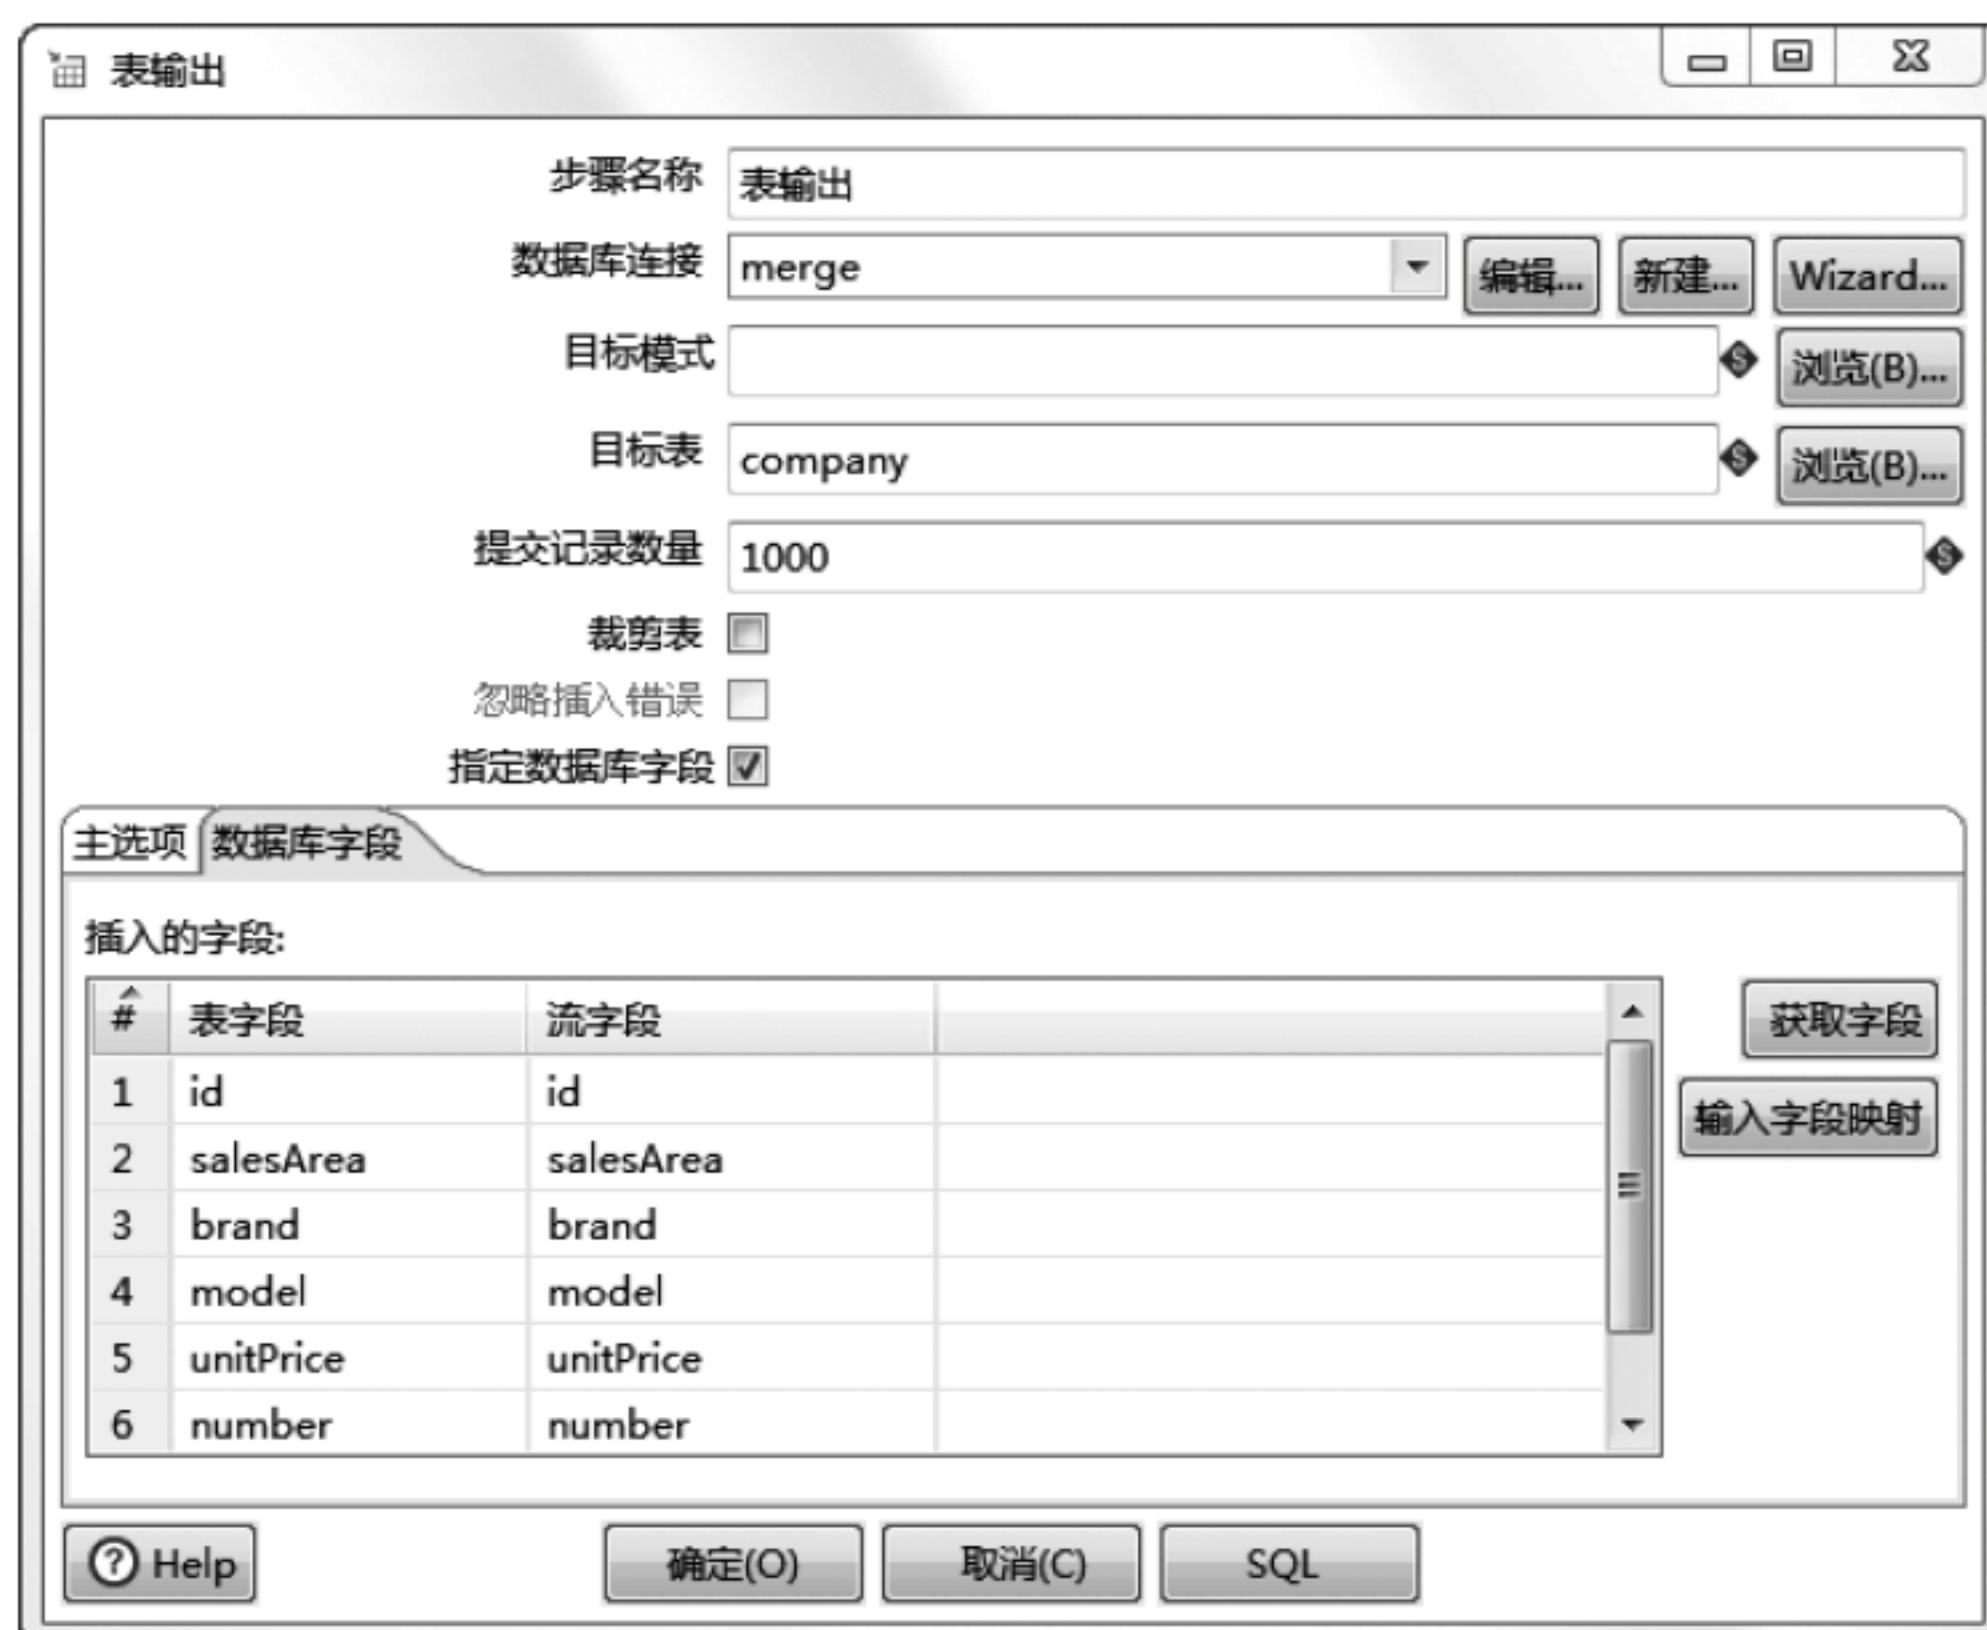 表输出
步骤名称 表输出
数据库连接 merge 编辑... 新建... Wizard...
目标模式 浏览(B)...
目标表 company 浏览(B)...
提交记录数量 1000
裁剪表
忽略插入错误
指定数据库字段
主选项 数据库字段
插入的字段:
# 表字段 流字段 获取字段
1 id id
输入字段映射
2 salesArea salesArea
3 brand brand
4 model model
5 unitPrice unitPrice
6 number number
Help 确定(O) 取消(C) SQL